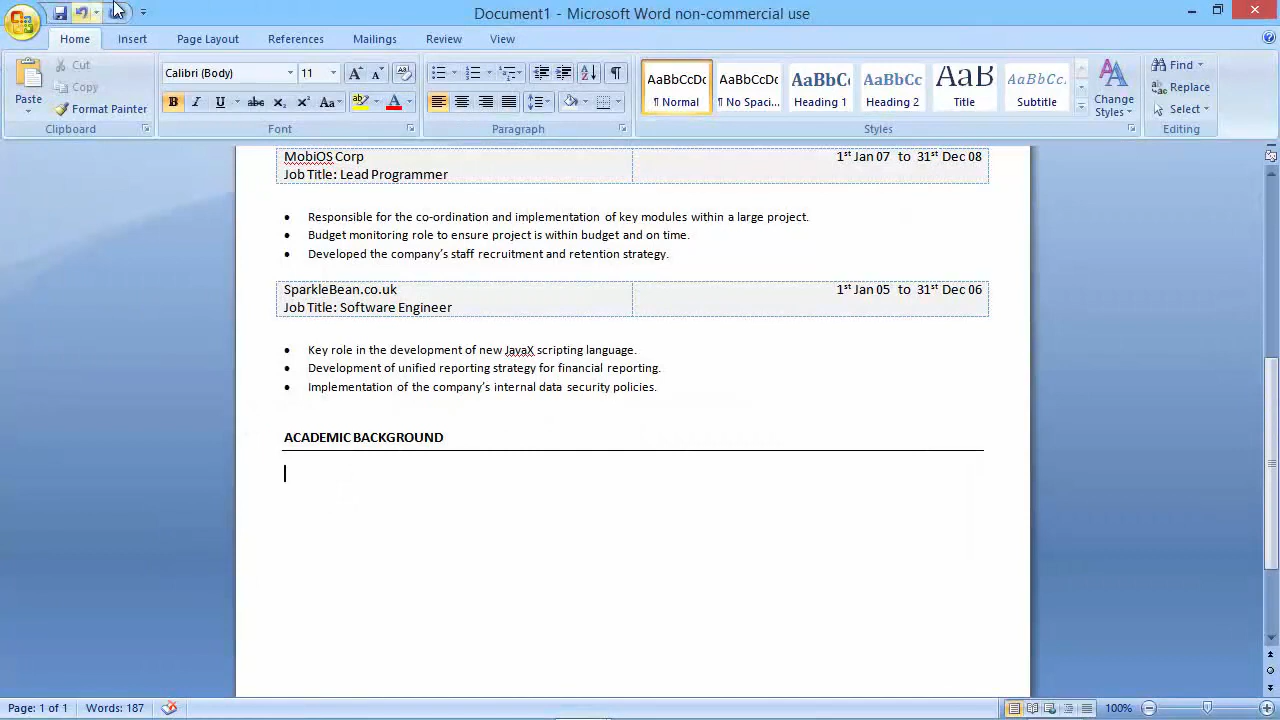 Document1 - Microsoft Word non-commercial use
Home Insert Page Layout References Mailings Review View
Paste
Cut
Copy
Format Painter
Clipboard
Calibri (Body) 11
B I U abc x₂ x² Aa
Font
Paragraph
AaBbCcDc AaBbCcDc AaBbC AaBbCc AaB AaBbCc.
¶ Normal ¶ No Spaci... Heading 1 Heading 2 Title Subtitle
Change
Styles
Styles
Find
Replace
Select
Editing
MobiOS Corp 1st Jan 07 to 31st Dec 08
Job Title: Lead Programmer
• Responsible for the co-ordination and implementation of key modules within a large project.
• Budget monitoring role to ensure project is within budget and on time.
• Developed the company's staff recruitment and retention strategy.
SparkleBean.co.uk 1st Jan 05 to 31st Dec 06
Job Title: Software Engineer
• Key role in the development of new JavaX scripting language.
• Development of unified reporting strategy for financial reporting.
• Implementation of the company's internal data security policies.
ACADEMIC BACKGROUND
Page: 1 of 1 Words: 187 100%